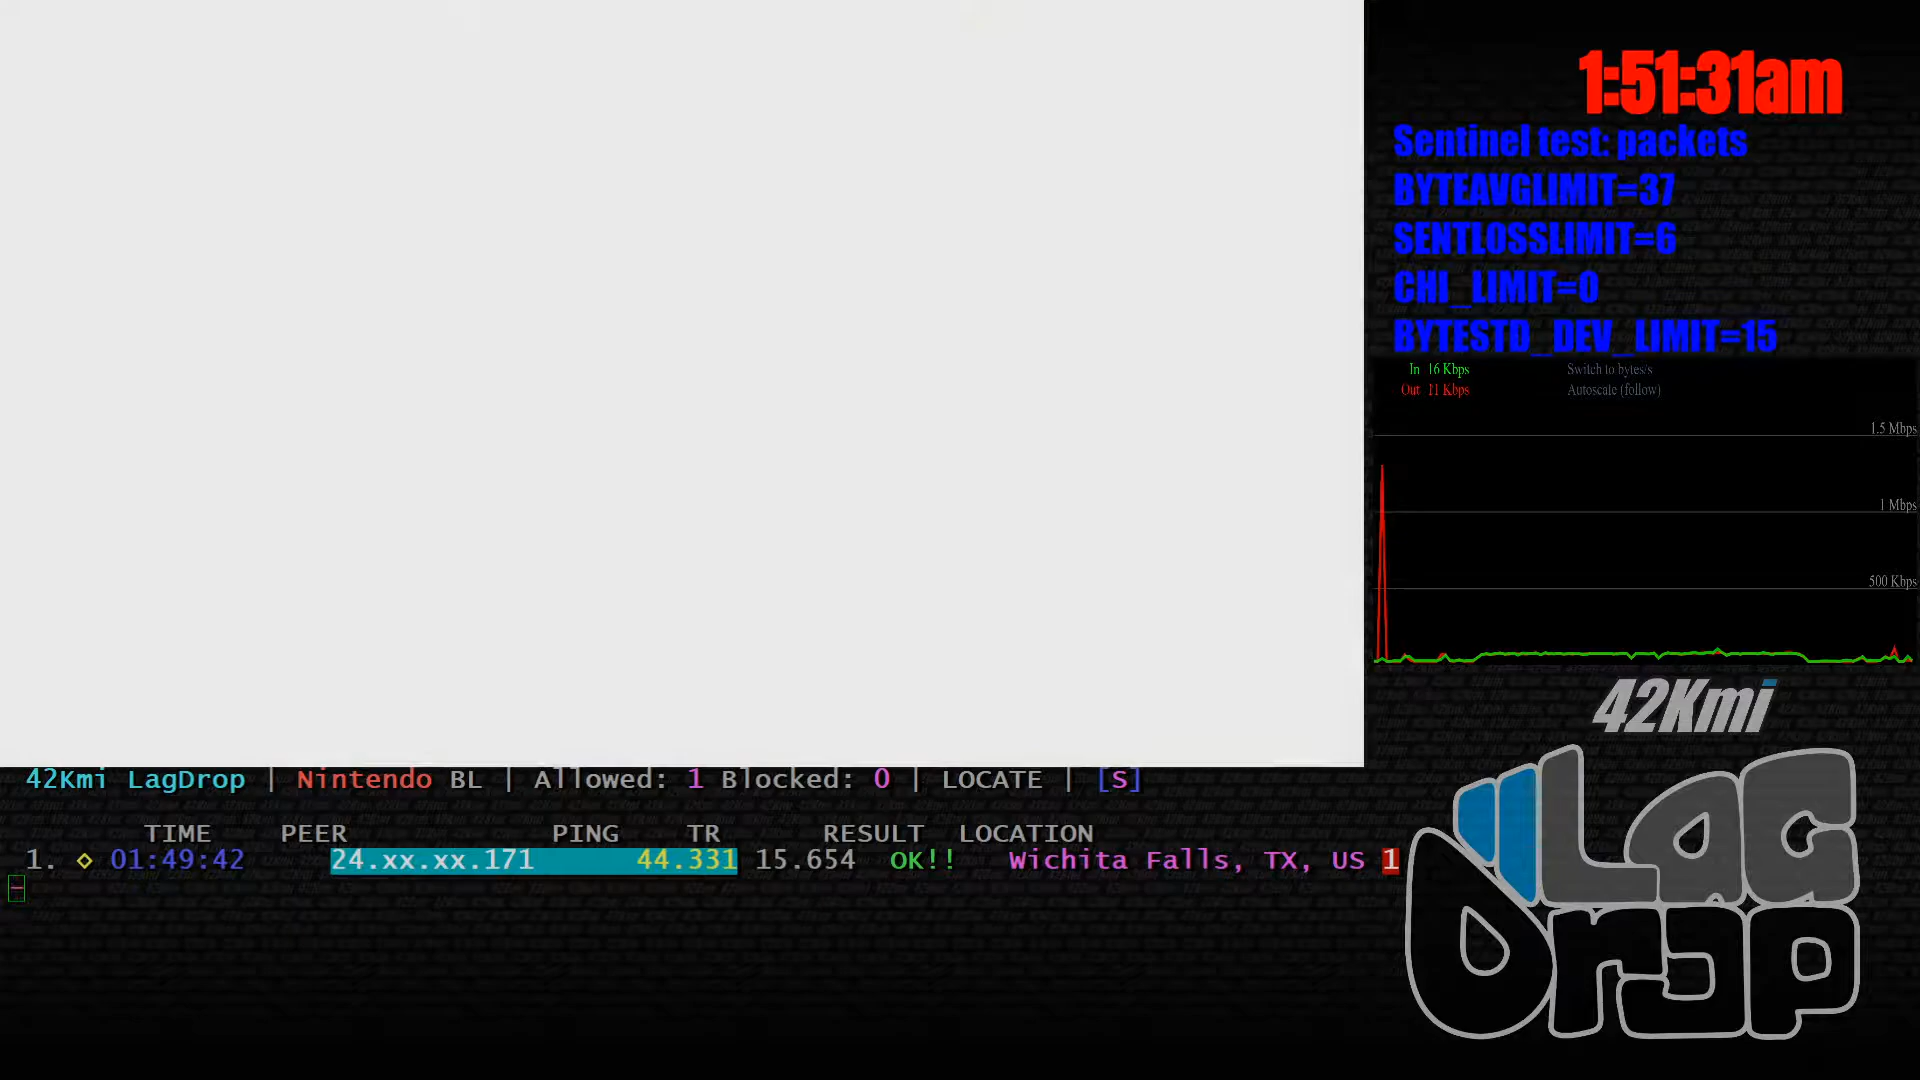 1:51:31am
Sentinel test: packets
BYTEAVGLIMIT=37
SENTLOSSLIMIT=6
CHI_LIMIT=0
BYTESTD_DEV_LIMIT=15
In 16 Kbps Switch to bytes/s
Out 11 Kbps Autoscale (follow)
1.5 Mbps
1 Mbps
500 Kbps
42Kmi
LAG
Drop
42Kmi LagDrop | Nintendo BL | Allowed: 1 Blocked: 0 | LOCATE | [S]
TIME PEER PING TR RESULT LOCATION
1. ◇ 01:49:42 24.xx.xx.171 44.331 15.654 OK!! Wichita Falls, TX, US 1